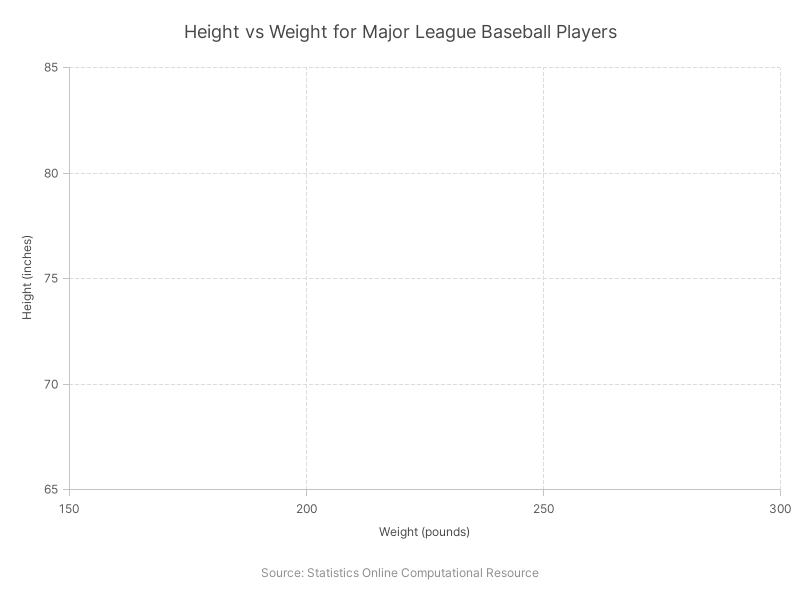 Height vs Weight for Major League Baseball Players
85
80
75
70
65
Height (inches)
150 200 250 300
Weight (pounds)
Source: Statistics Online Computational Resource